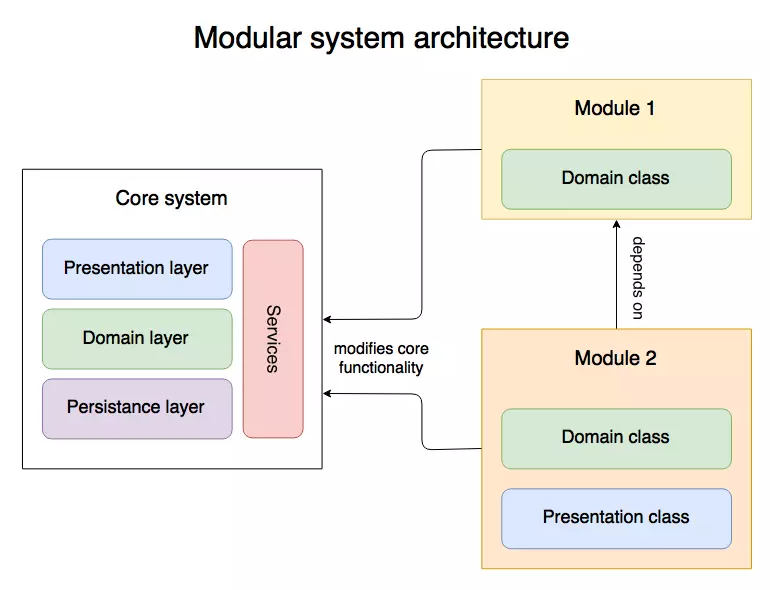 Modular system architecture
Core system
Presentation layer
Domain layer
Persistance layer
Services
modifies core
functionality
Module 1
Domain class
depends on
Module 2
Domain class
Presentation class